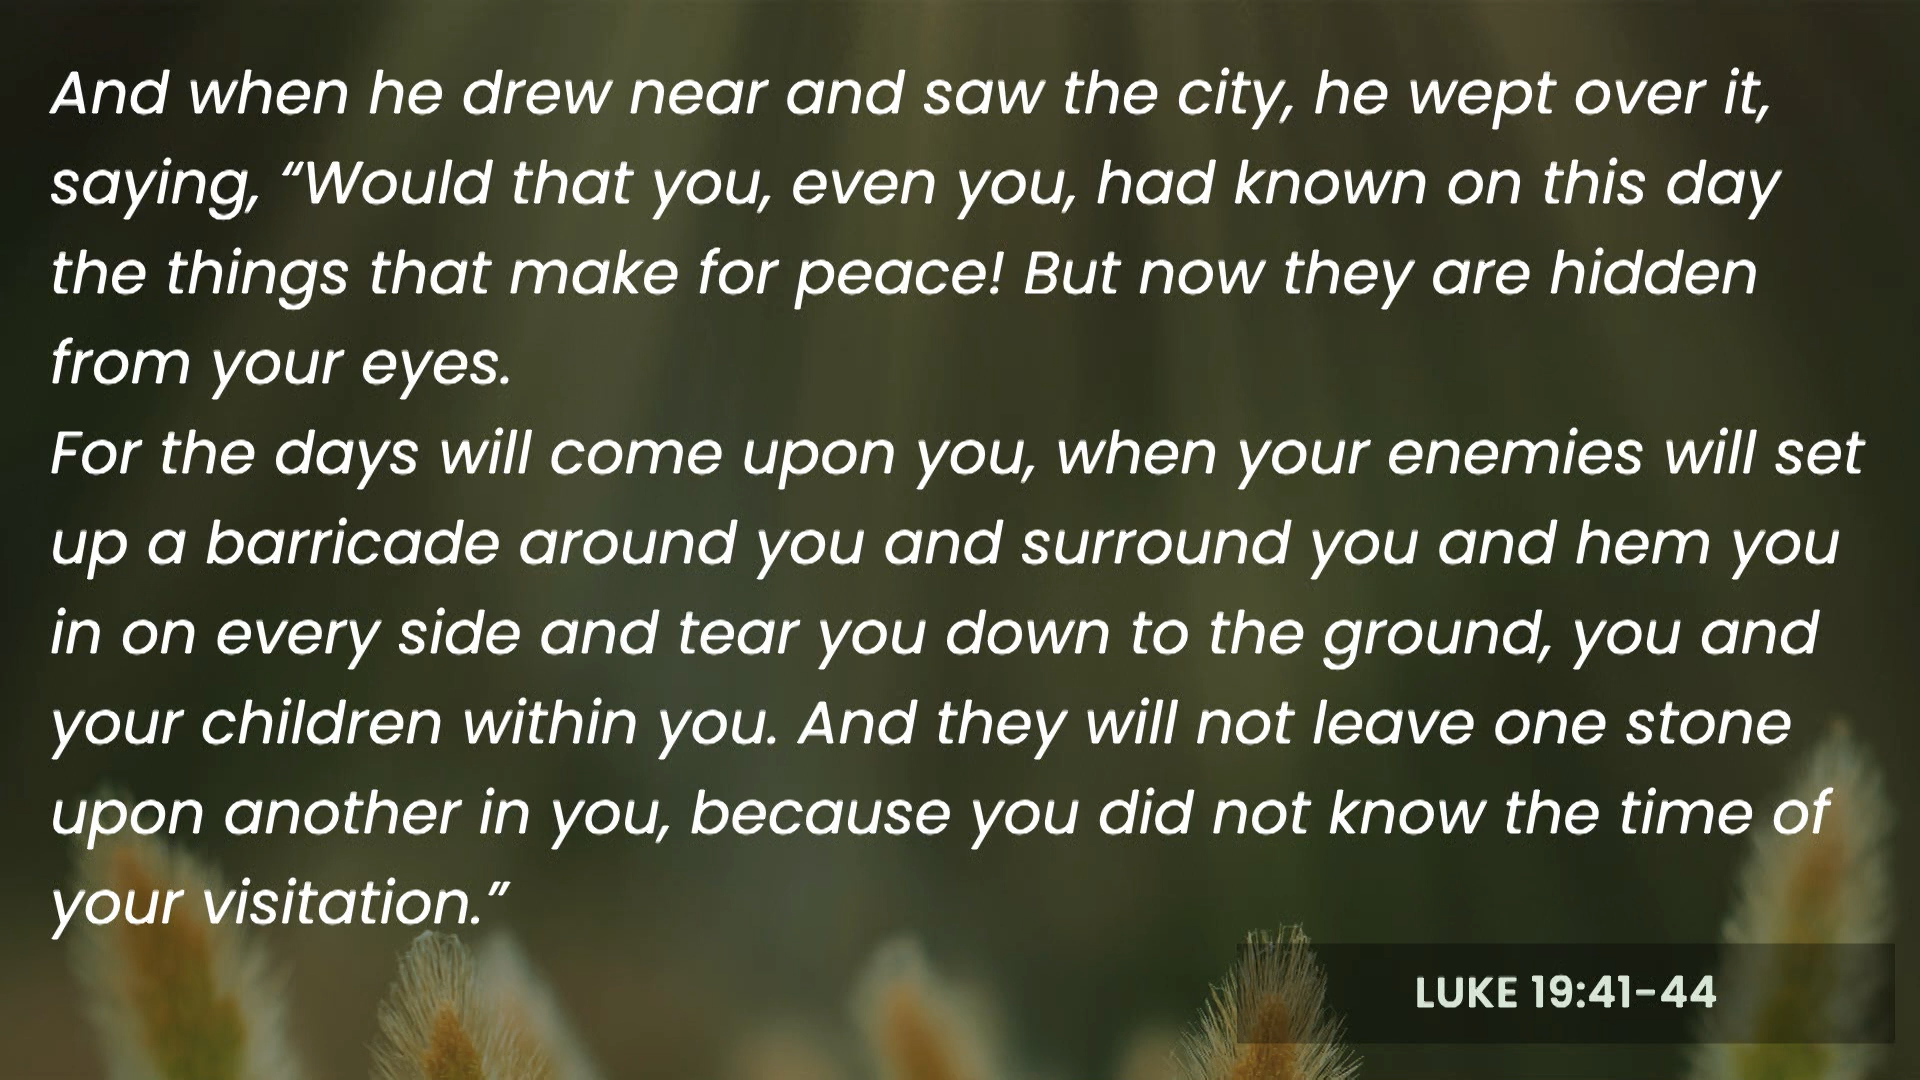 And when he drew near and saw the city, he wept over it,
saying, “Would that you, even you, had known on this day
the things that make for peace! But now they are hidden
from your eyes.
For the days will come upon you, when your enemies will set
up a barricade around you and surround you and hem you
in on every side and tear you down to the ground, you and
your children within you. And they will not leave one stone
upon another in you, because you did not know the time of
your visitation.”
LUKE 19:41-44